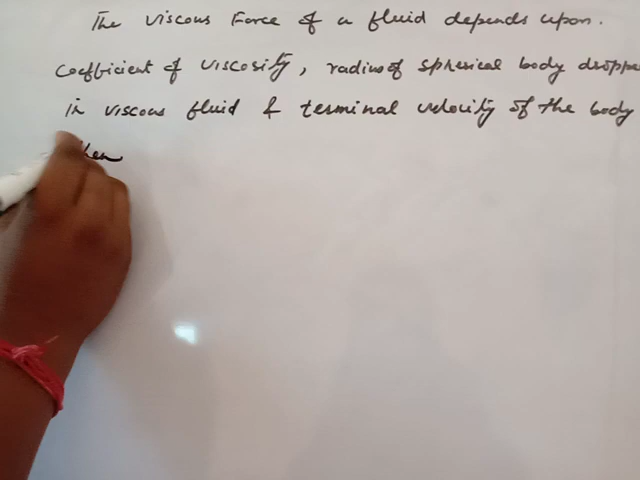 The viscous Force of a fluid depends upon.
Coefficient of viscosity, radius of spherical body droppe
in viscous fluid & terminal velocity of the body